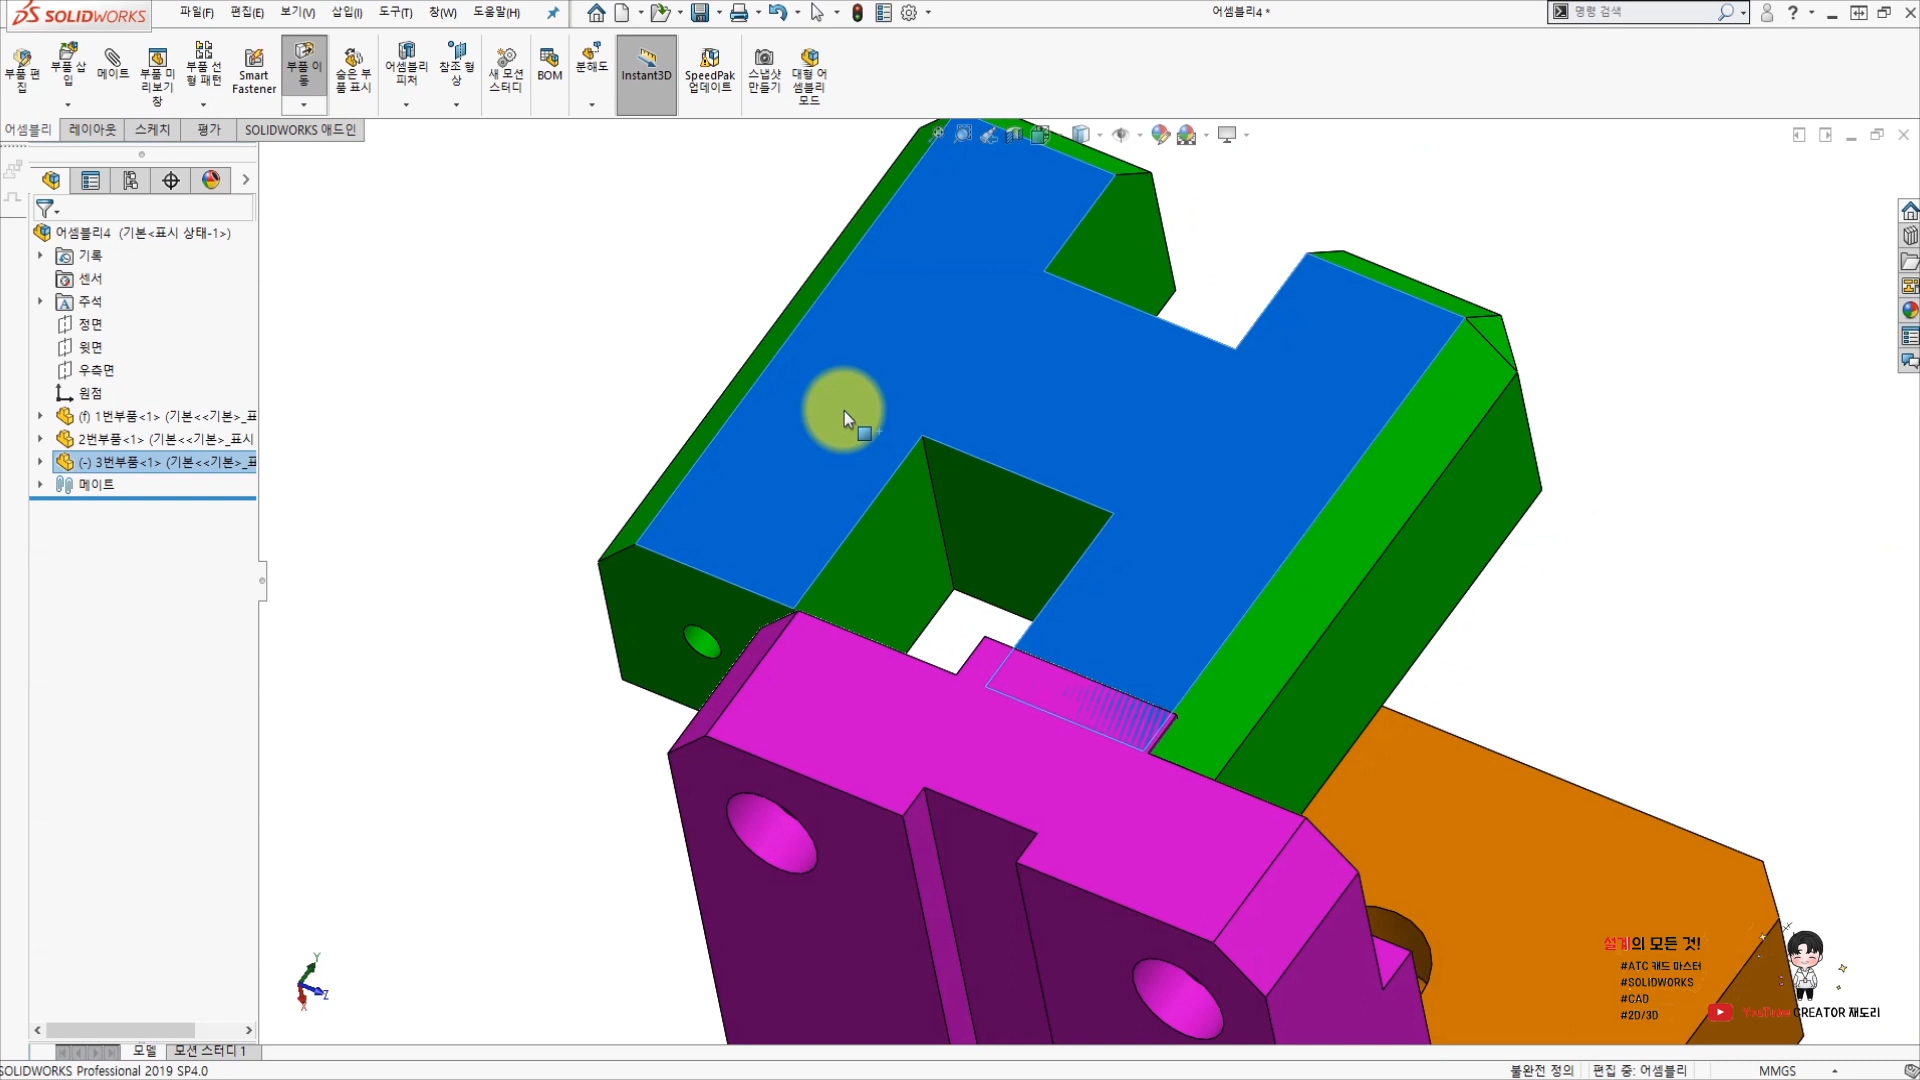 SOLIDWORKS
파일(F) 편집(E) 보기(V) 삽입(I) 도구(T) 창(W) 도움말(H)
어셈블리4 *
명령 검색
부품 편집
부품 삽입
메이트
부품 미리보기 창
부품 선형 패턴
Smart Fastener
부품 이동
숨은 부품 표시
어셈블리 피처
참조 형상
새 모션 스터디
BOM
분해도
Instant3D
SpeedPak 업데이트
스냅샷 만들기
대형 어셈블리 모드
어셈블리 레이아웃 스케치 평가 SOLIDWORKS 애드인
어셈블리4 (기본<표시 상태-1>)
기록
센서
주석
정면
윗면
우측면
원점
(f) 1번부품<1> (기본<<기본>_표
2번부품<1> (기본<<기본>_표시
(-) 3번부품<1> (기본<<기본>_표
메이트
Y
Z
X
설계의 모든 것!
#ATC 캐드 마스터
#SOLIDWORKS
#CAD
#2D/3D
YouTube CREATOR 재도리
모델 모션 스터디 1
SOLIDWORKS Professional 2019 SP4.0
불완전 정의 편집 중: 어셈블리 MMGS